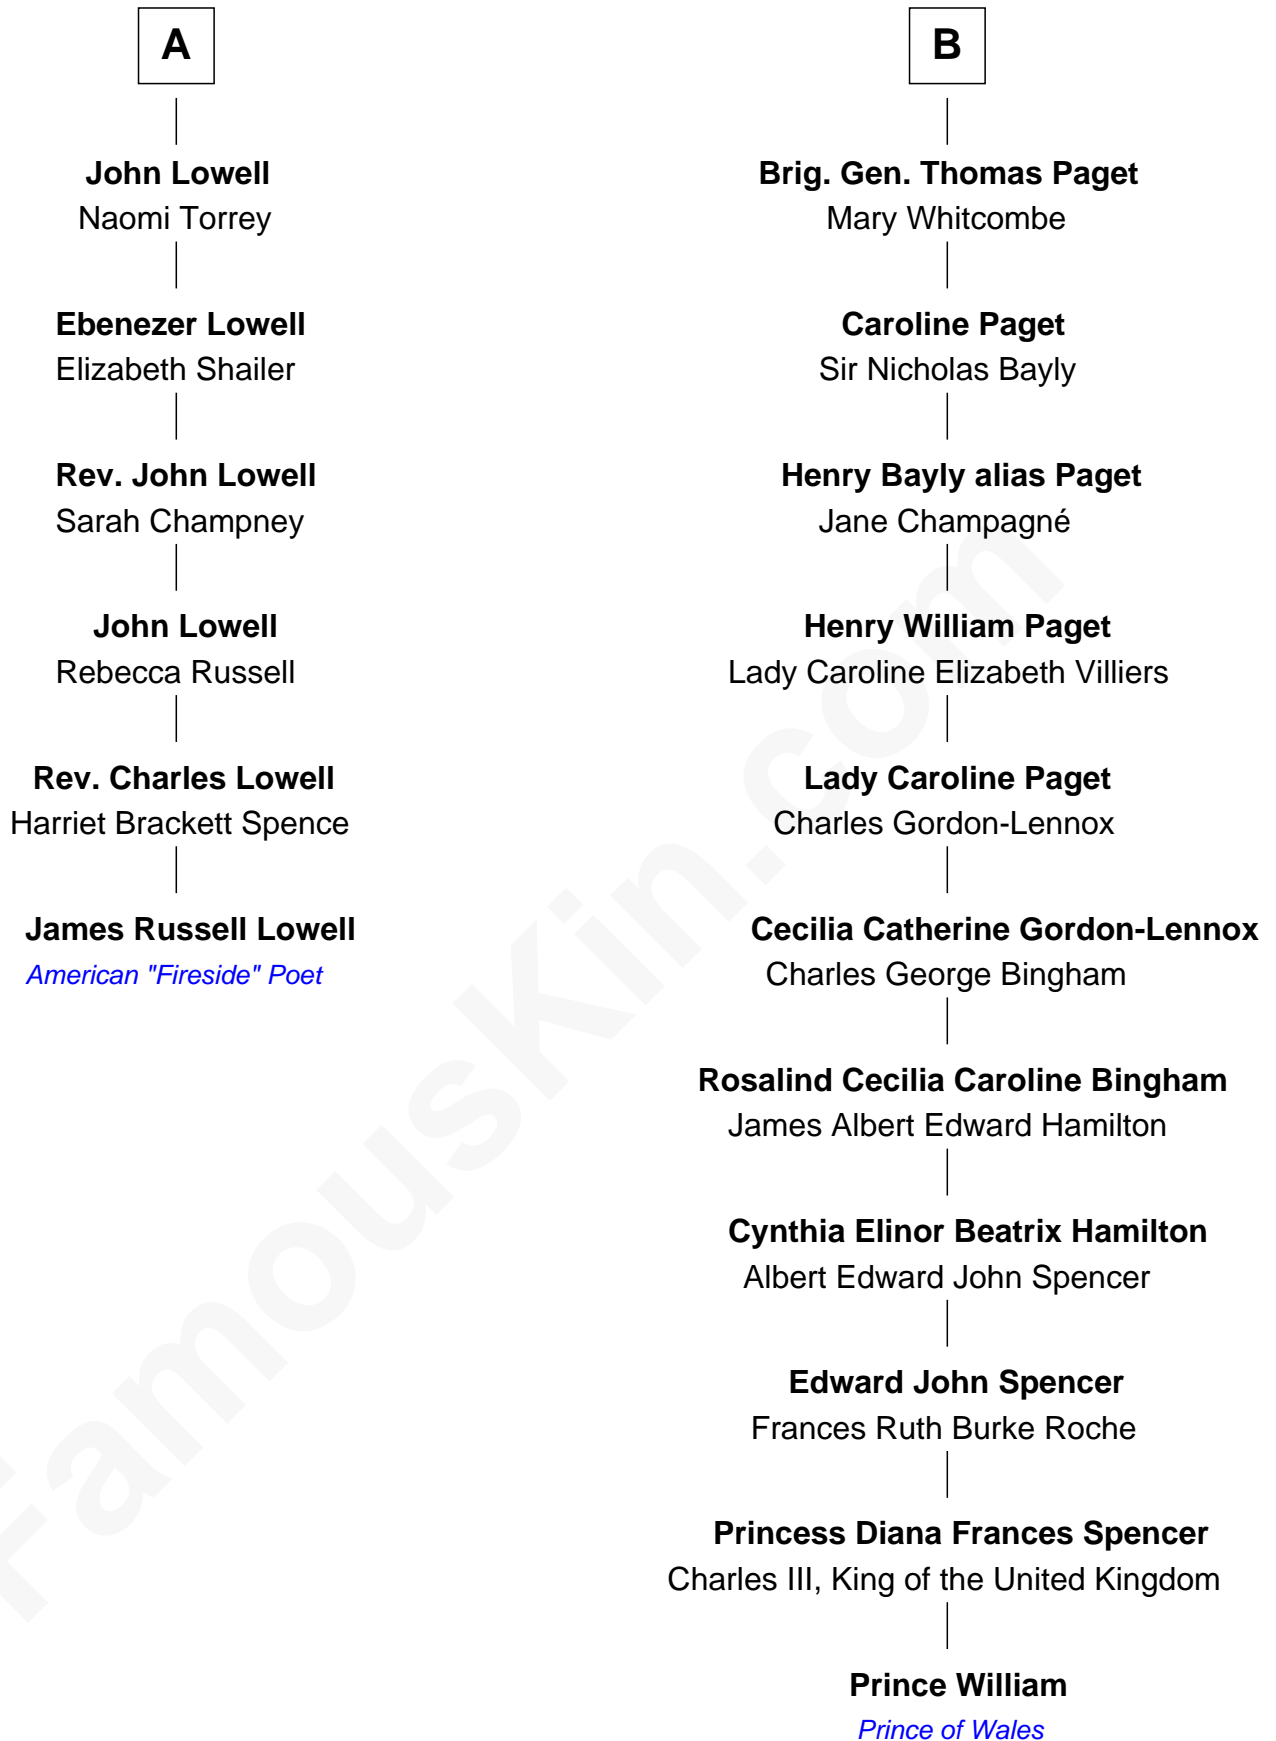 A
John Lowell
Naomi Torrey
Ebenezer Lowell
Elizabeth Shailer
Rev. John Lowell
Sarah Champney
John Lowell
Rebecca Russell
Rev. Charles Lowell
Harriet Brackett Spence
James Russell Lowell
American "Fireside" Poet
B
Brig. Gen. Thomas Paget
Mary Whitcombe
Caroline Paget
Sir Nicholas Bayly
Henry Bayly alias Paget
Jane Champagné
Henry William Paget
Lady Caroline Elizabeth Villiers
Lady Caroline Paget
Charles Gordon-Lennox
Cecilia Catherine Gordon-Lennox
Charles George Bingham
Rosalind Cecilia Caroline Bingham
James Albert Edward Hamilton
Cynthia Elinor Beatrix Hamilton
Albert Edward John Spencer
Edward John Spencer
Frances Ruth Burke Roche
Princess Diana Frances Spencer
Charles III, King of the United Kingdom
Prince William
Prince of Wales
FamousKin.com